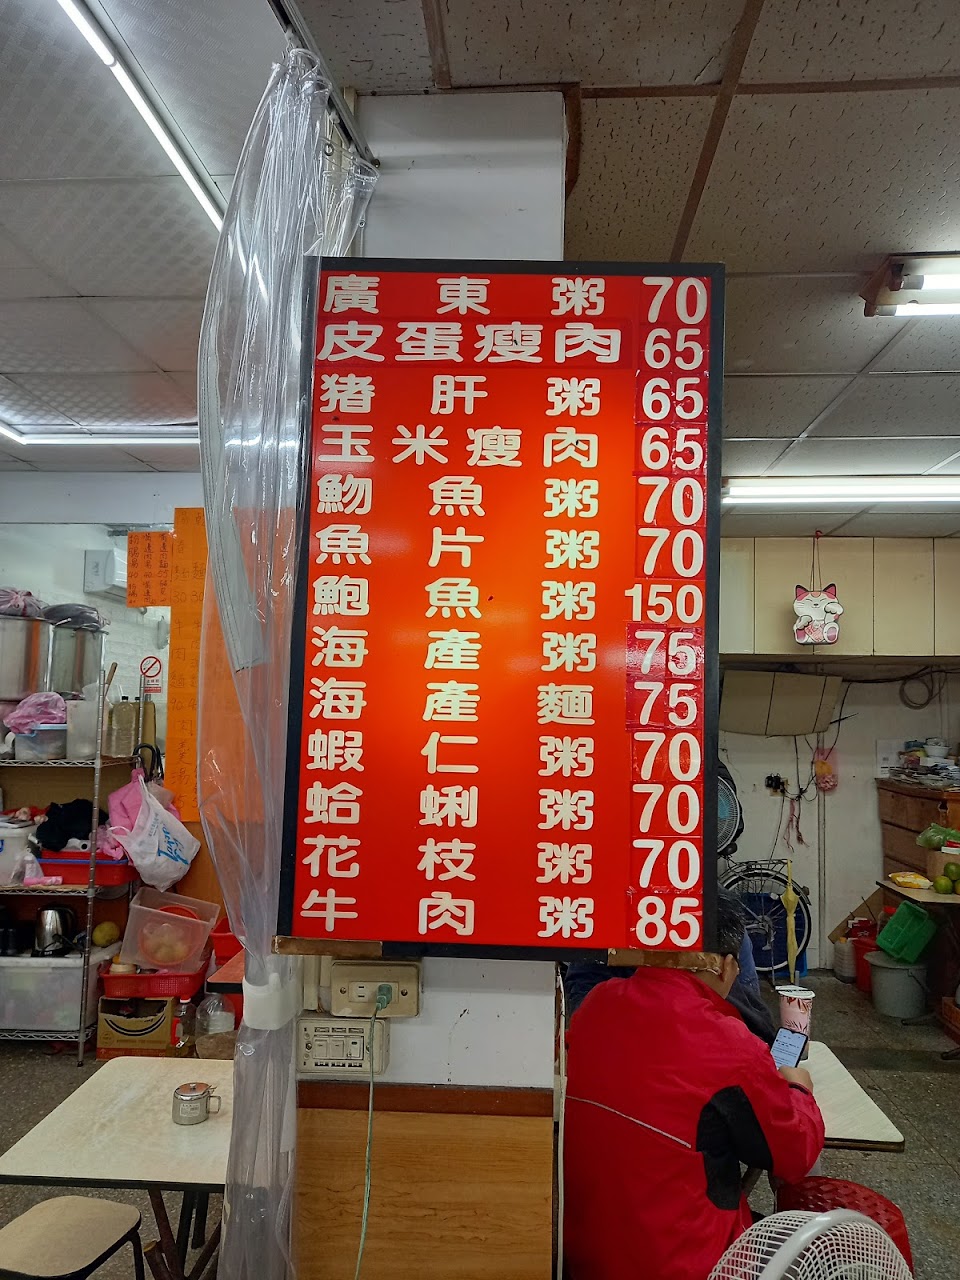 廣東粥 70
皮蛋瘦肉 65
猪肝粥 65
玉米瘦肉 65
魩魚粥 70
魚片粥 70
鮑魚粥 150
海產粥 75
海產麵 75
蝦仁粥 70
蛤蜊粥 70
花枝粥 70
牛肉粥 85